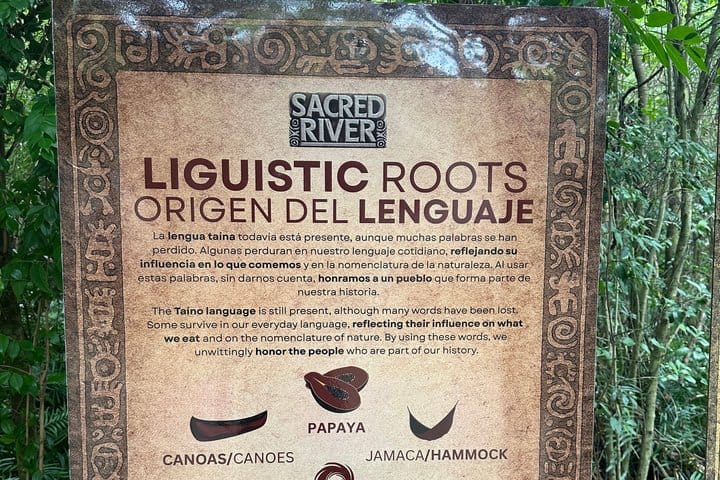 SACRED
RIVER
LIGUISTIC ROOTS
ORIGEN DEL LENGUAJE
La lengua taina todavia está presente, aunque muchas palabras se han
perdido. Algunas perduran en nuestro lenguaje cotidiano, reflejando su
influencia en lo que comemos y en la nomenclatura de la naturaleza. Al usar
estas palabras, sin darnos cuenta, honramos a un pueblo que forma parte de
nuestra historia.
The Taino language is still present, although many words have been lost.
Some survive in our everyday language, reflecting their influence on what
we eat and on the nomenclature of nature. By using these words, we
unwittingly honor the people who are part of our history.
PAPAYA
CANOAS/CANOES
JAMACA/HAMMOCK